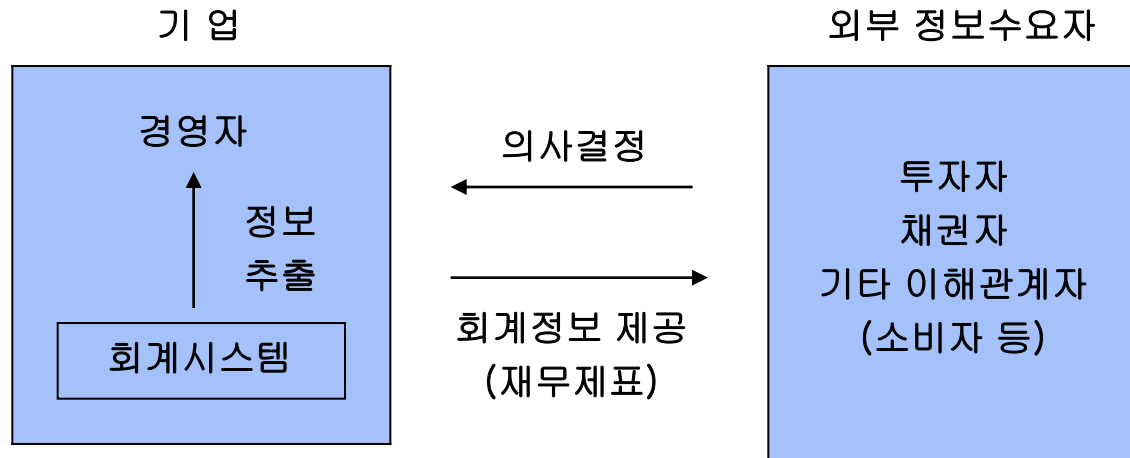 기 업
외부 정보수요자
경영자
정보
추출
회계시스템
의사결정
회계정보 제공
(재무제표)
투자자
채권자
기타 이해관계자
(소비자 등)